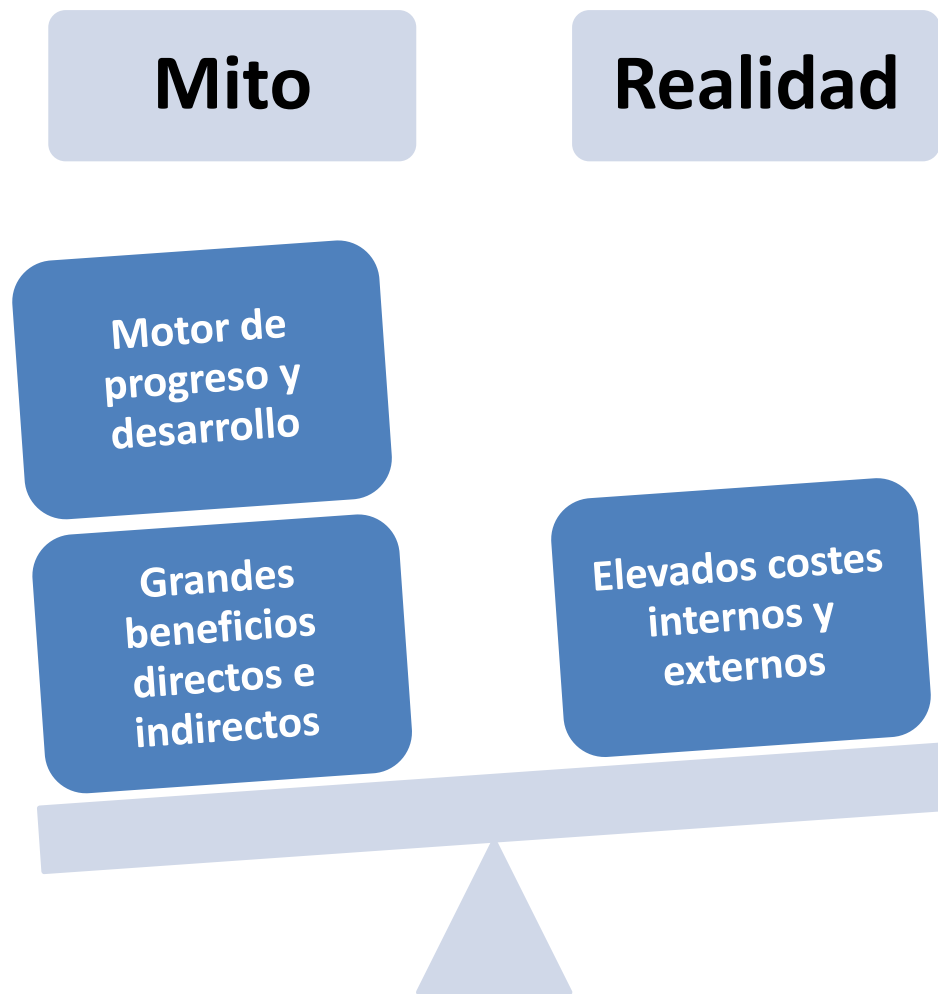 Mito
Realidad
Motor de
progreso y
desarrollo
Grandes
beneficios
directos e
indirectos
Elevados costes
internos y
externos